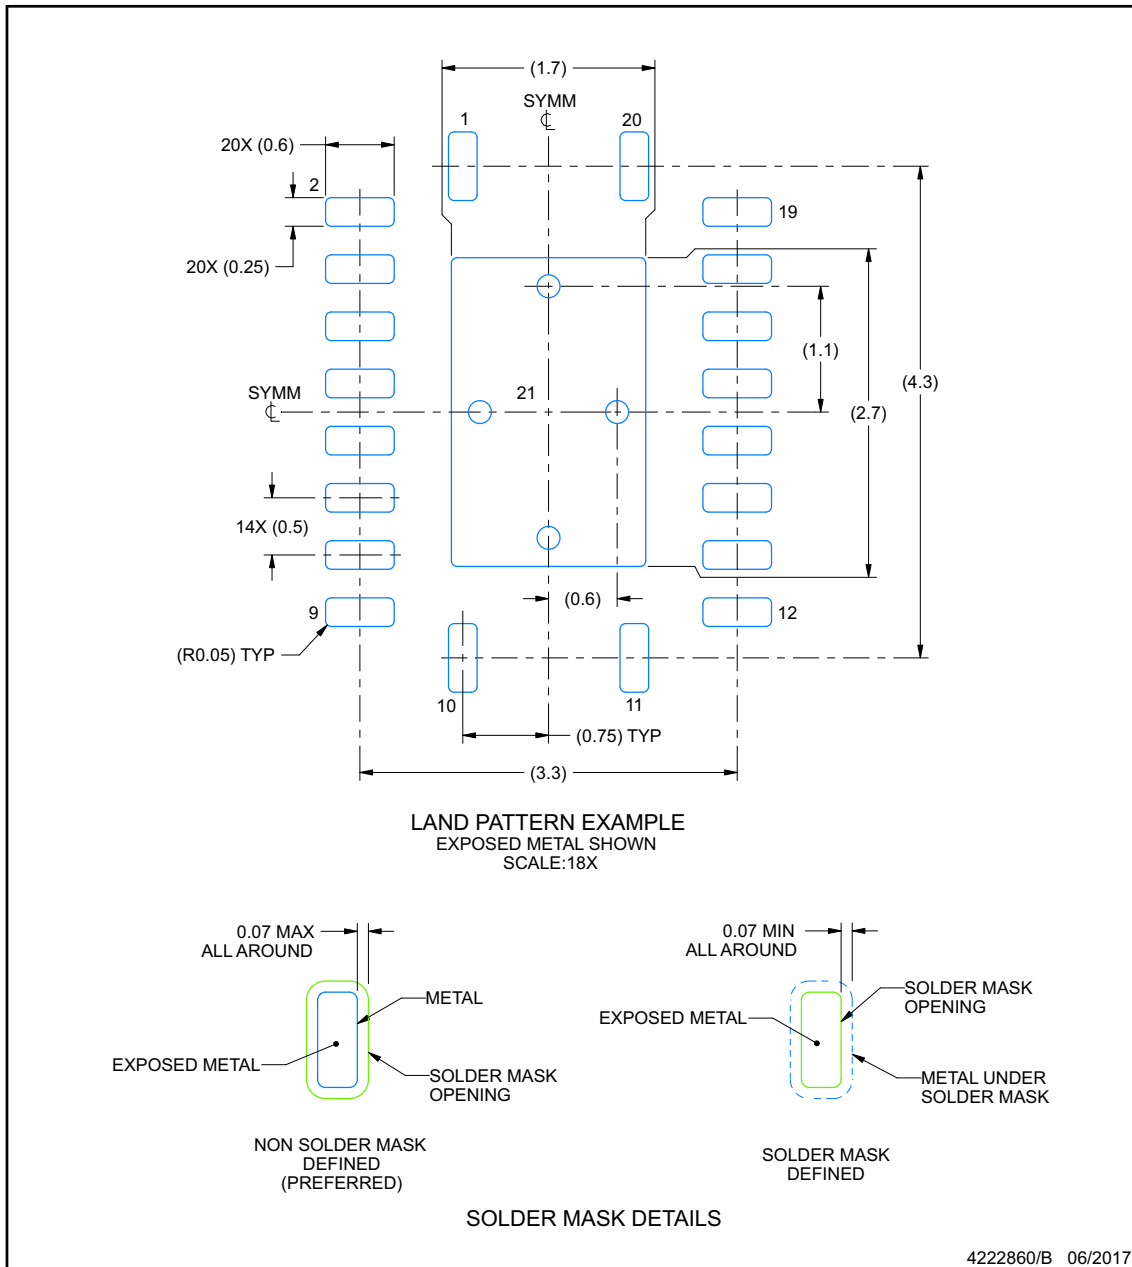 (1.7)
SYMM
1
20
20X (0.6)
2
19
20X (0.25)
(1.1)
(4.3)
SYMM
21
(2.7)
14X (0.5)
(0.6)
9
12
(R0.05) TYP
10
11
(0.75) TYP
(3.3)
LAND PATTERN EXAMPLE
EXPOSED METAL SHOWN
SCALE:18X
0.07 MAX
ALL AROUND
METAL
EXPOSED METAL
SOLDER MASK
OPENING
NON SOLDER MASK
DEFINED
(PREFERRED)
0.07 MIN
ALL AROUND
SOLDER MASK
OPENING
EXPOSED METAL
METAL UNDER
SOLDER MASK
SOLDER MASK
DEFINED
SOLDER MASK DETAILS
4222860/B 06/2017